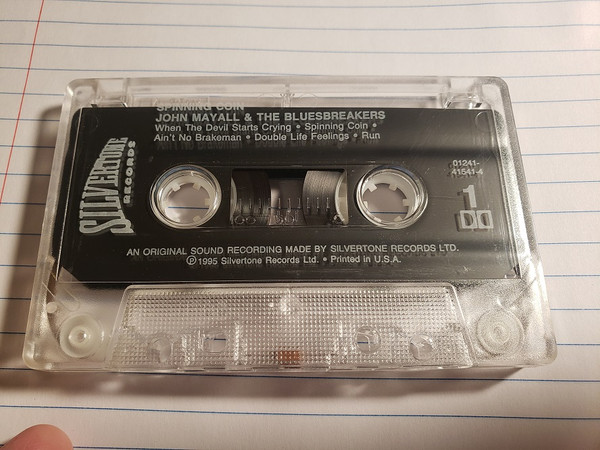 SPINNING COIN
JOHN MAYALL & THE BLUESBREAKERS
When The Devil Starts Crying • Spinning Coin •
Ain't No Brakeman • Double Life Feelings • Run
SILVERTONE
RECORDS
01241-
41541-4
1
AN ORIGINAL SOUND RECORDING MADE BY SILVERTONE RECORDS LTD.
℗ 1995 Silvertone Records Ltd. • Printed in U.S.A.